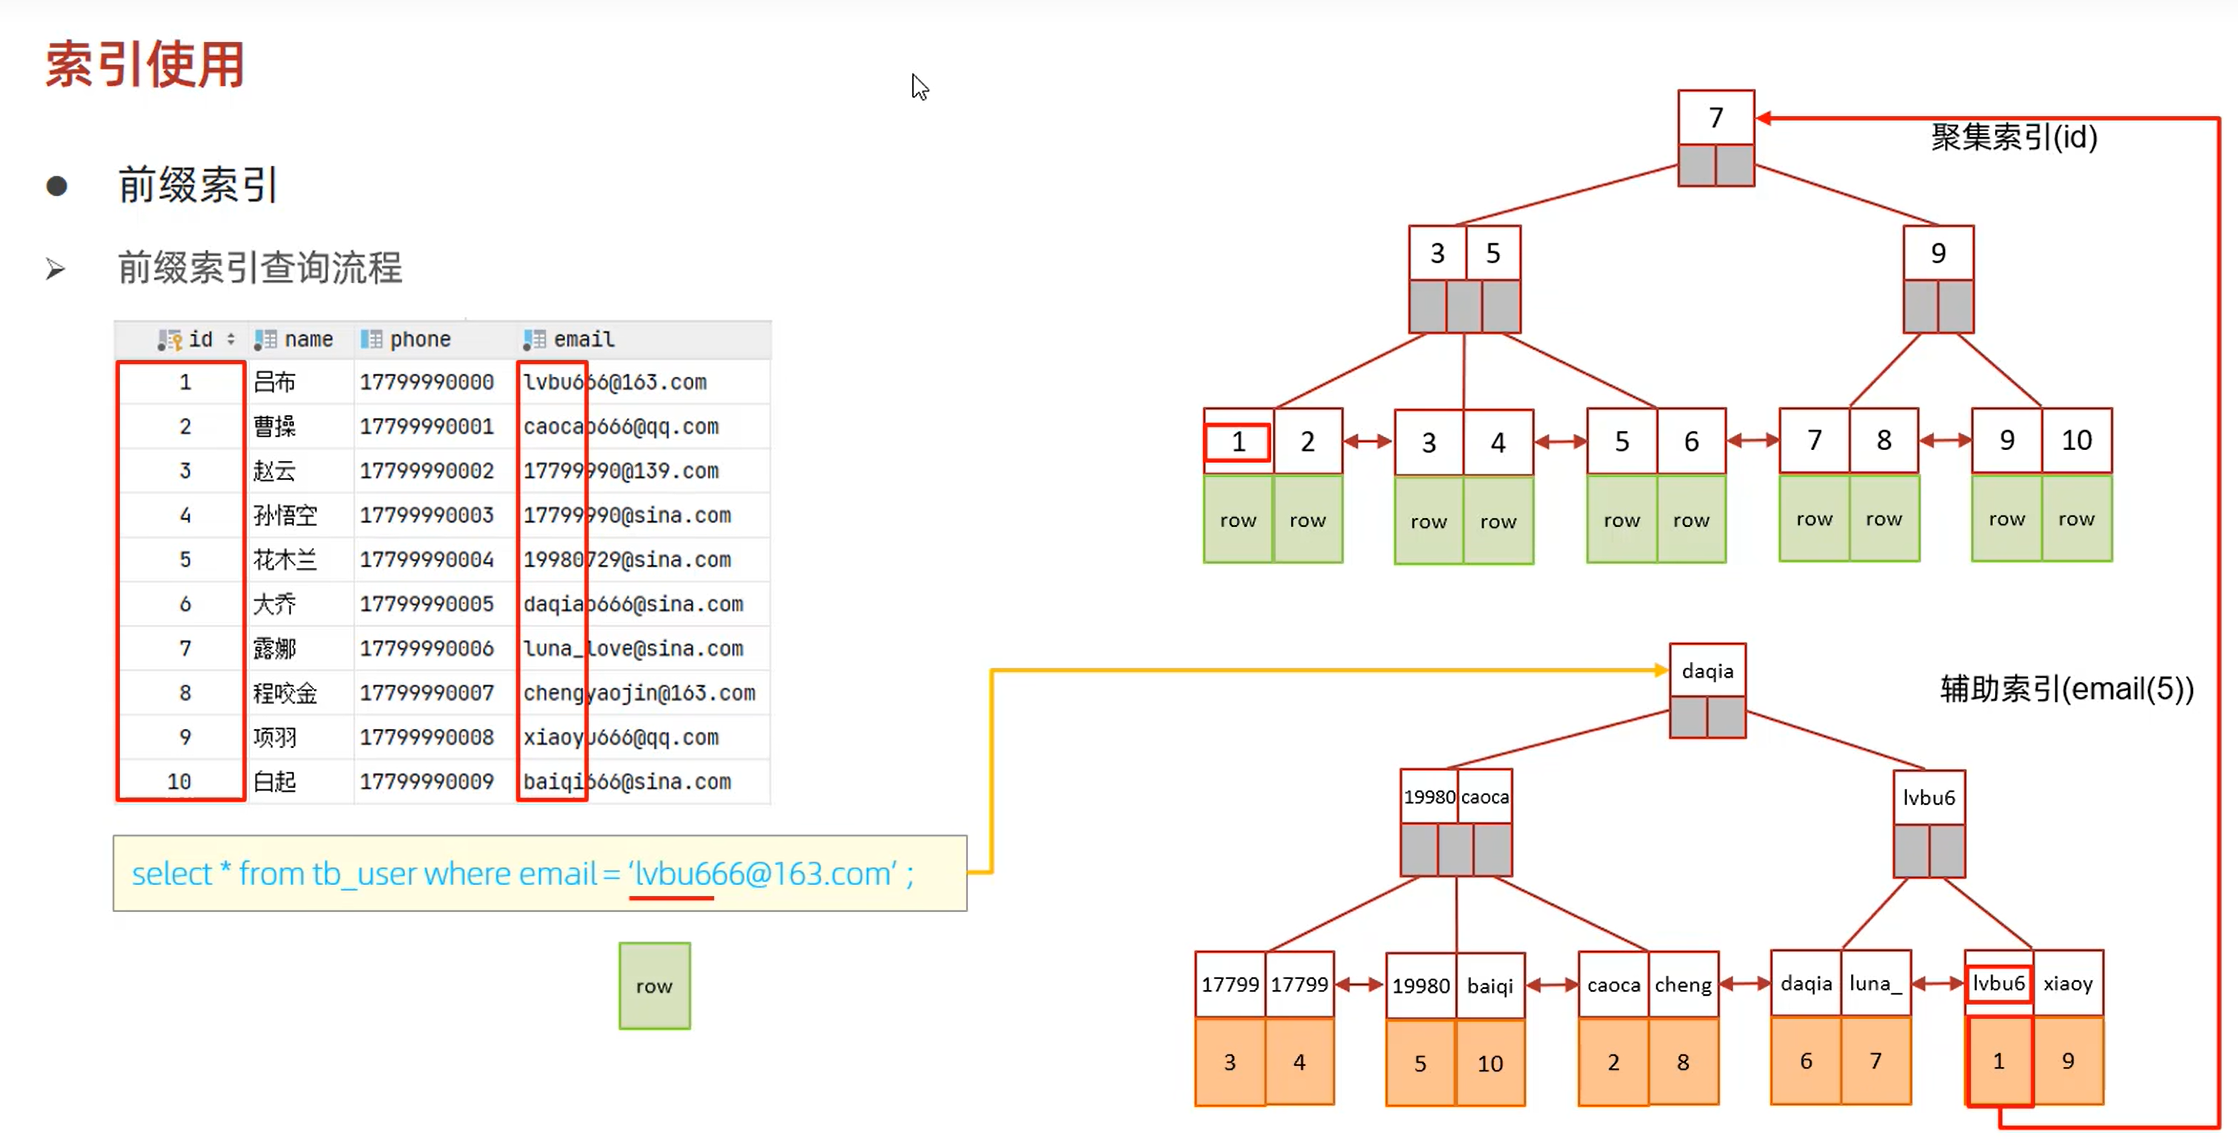 索引使用
● 前缀索引
➢ 前缀索引查询流程
id name phone email
1 吕布 17799990000 lvbu666@163.com
2 曹操 17799990001 caocao666@qq.com
3 赵云 17799990002 17799990@139.com
4 孙悟空 17799990003 17799990@sina.com
5 花木兰 17799990004 19980729@sina.com
6 大乔 17799990005 daqiao666@sina.com
7 露娜 17799990006 luna_love@sina.com
8 程咬金 17799990007 chengyaojin@163.com
9 项羽 17799990008 xiaoyu666@qq.com
10 白起 17799990009 baiqi666@sina.com
select * from tb_user where email = ‘lvbu666@163.com’ ;
row
7
聚集索引(id)
3 5 9
1 2 3 4 5 6 7 8 9 10
row row row row row row row row row row
daqia
辅助索引(email(5))
19980 caoca lvbu6
17799 17799 19980 baiqi caoca cheng daqia luna_ lvbu6 xiaoy
3 4 5 10 2 8 6 7 1 9